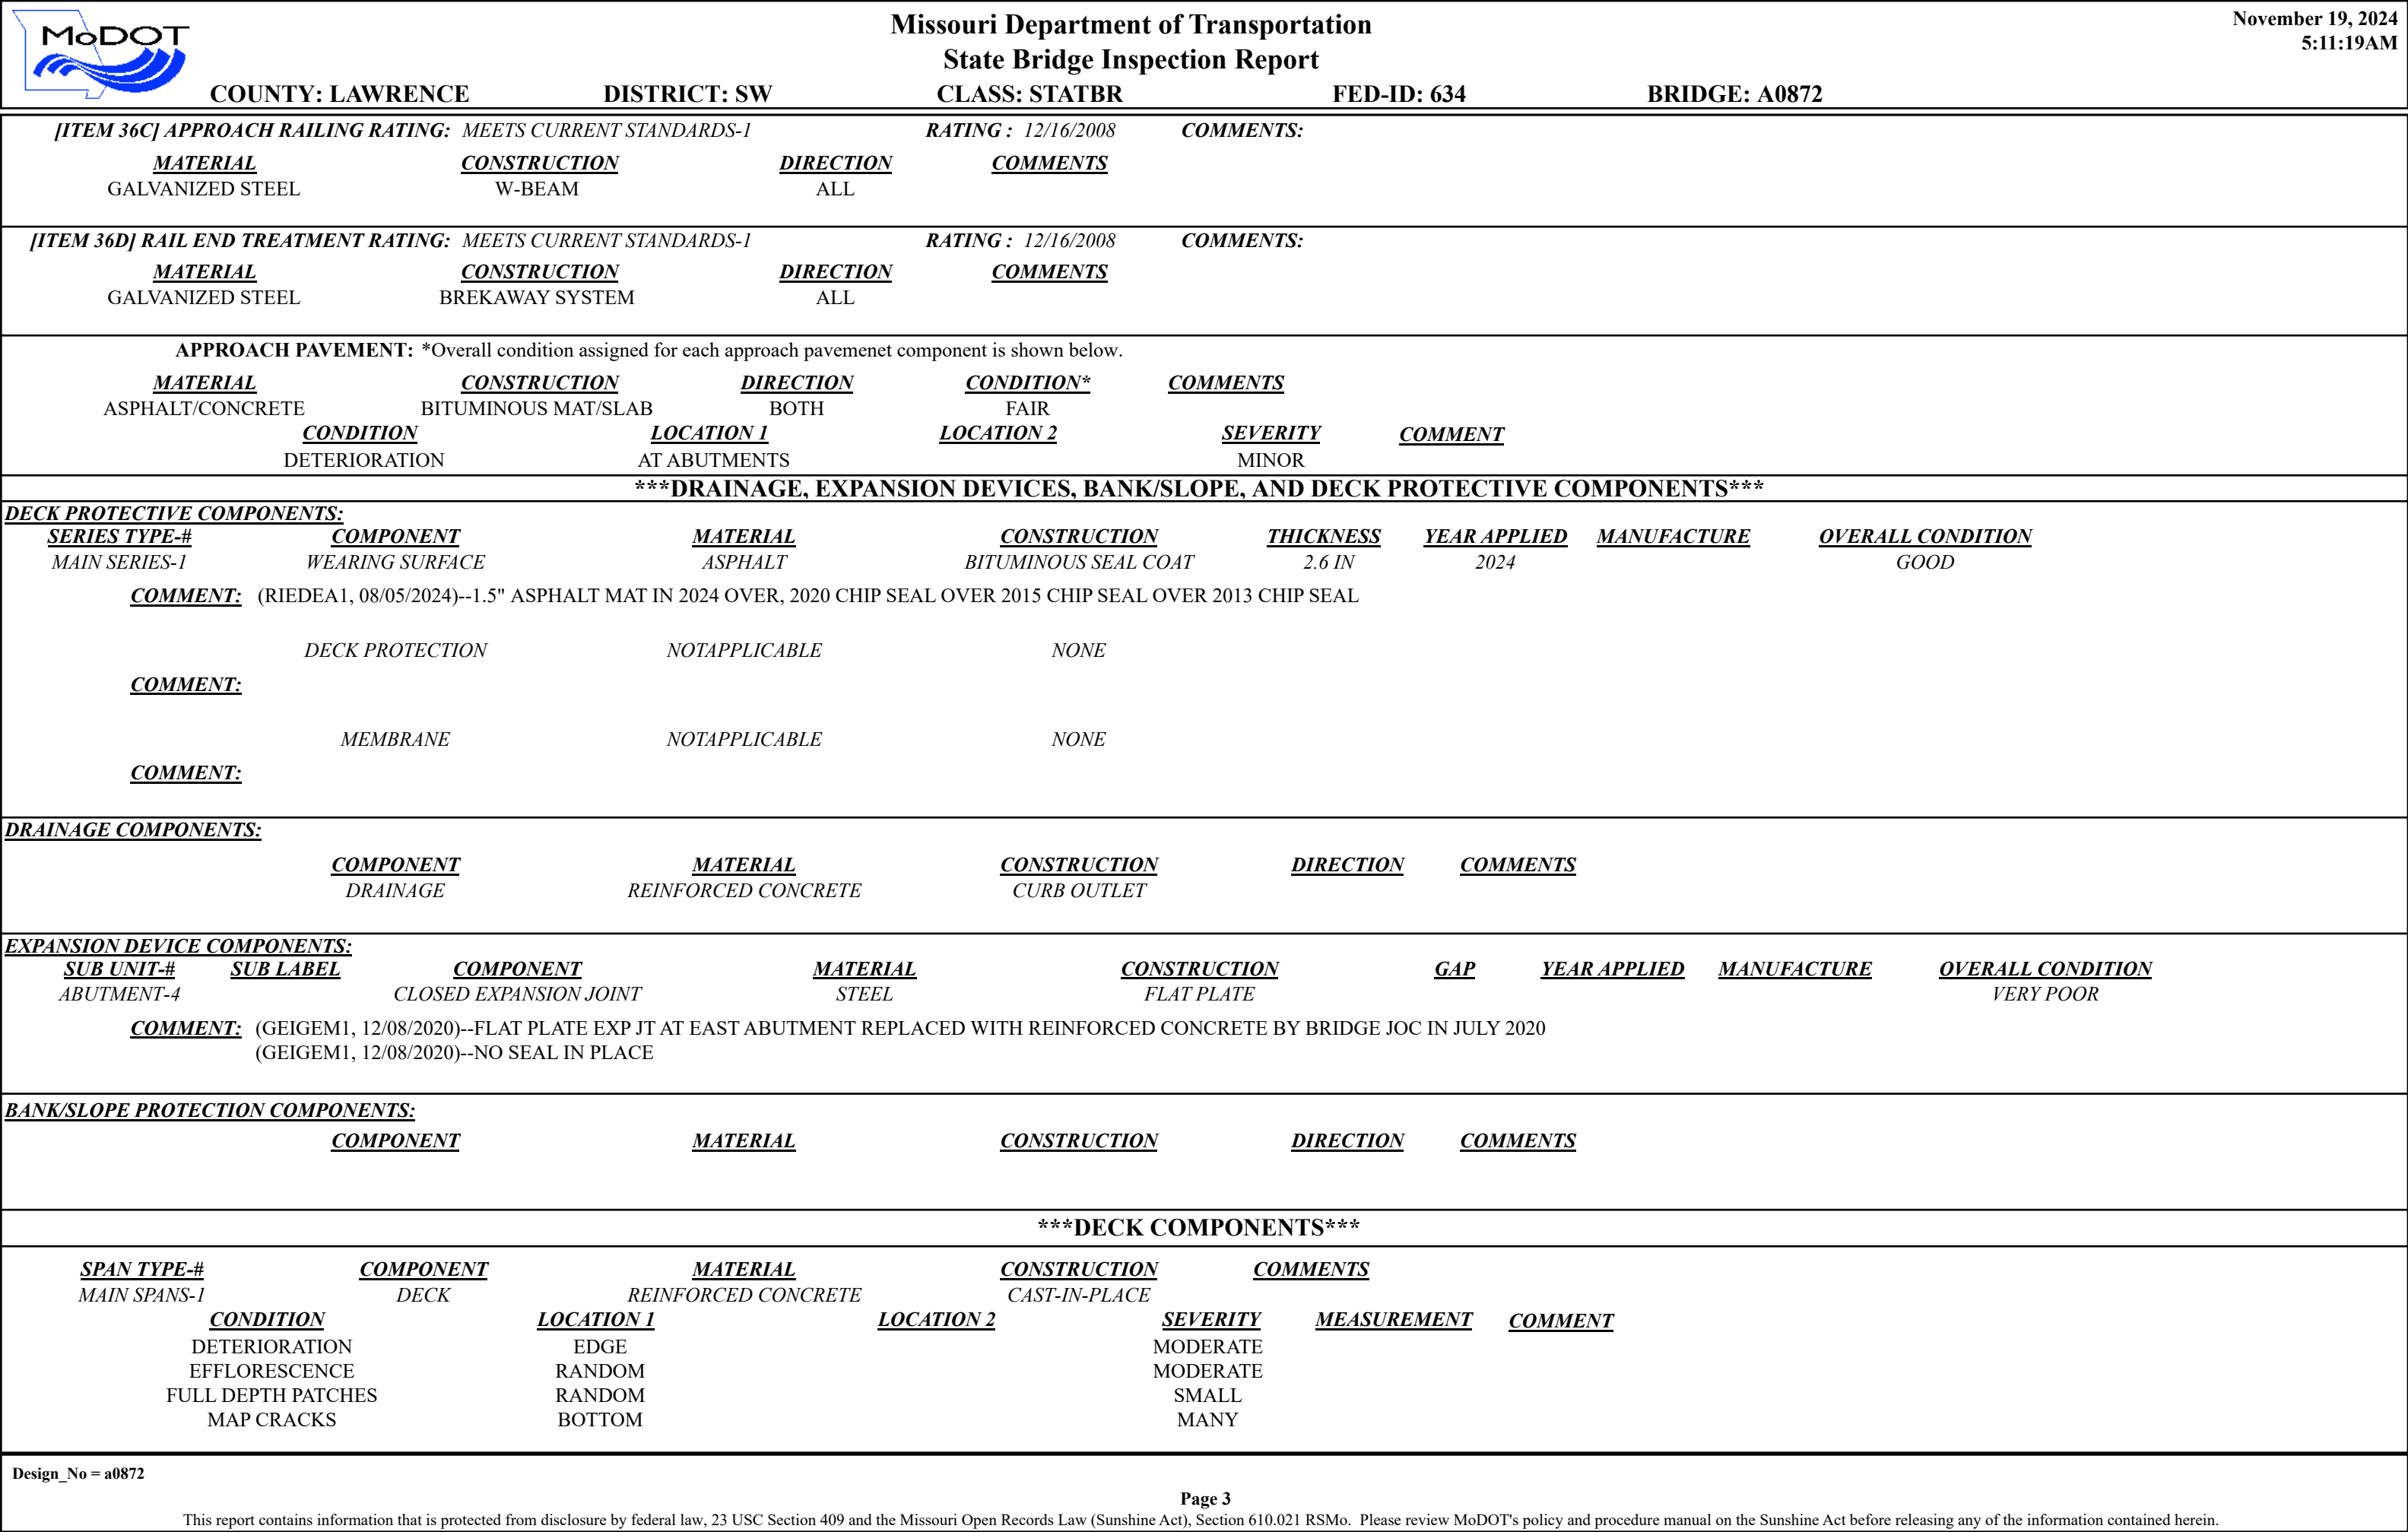 MoDOT
Missouri Department of Transportation
State Bridge Inspection Report
November 19, 2024
5:11:19AM
COUNTY: LAWRENCE DISTRICT: SW CLASS: STATBR FED-ID: 634 BRIDGE: A0872
[ITEM 36C] APPROACH RAILING RATING: MEETS CURRENT STANDARDS-1 RATING : 12/16/2008 COMMENTS:
MATERIAL CONSTRUCTION DIRECTION COMMENTS
GALVANIZED STEEL W-BEAM ALL
[ITEM 36D] RAIL END TREATMENT RATING: MEETS CURRENT STANDARDS-1 RATING : 12/16/2008 COMMENTS:
MATERIAL CONSTRUCTION DIRECTION COMMENTS
GALVANIZED STEEL BREKAWAY SYSTEM ALL
APPROACH PAVEMENT: *Overall condition assigned for each approach pavemenet component is shown below.
MATERIAL CONSTRUCTION DIRECTION CONDITION* COMMENTS
ASPHALT/CONCRETE BITUMINOUS MAT/SLAB BOTH FAIR
CONDITION LOCATION 1 LOCATION 2 SEVERITY COMMENT
DETERIORATION AT ABUTMENTS MINOR
***DRAINAGE, EXPANSION DEVICES, BANK/SLOPE, AND DECK PROTECTIVE COMPONENTS***
DECK PROTECTIVE COMPONENTS:
SERIES TYPE-# COMPONENT MATERIAL CONSTRUCTION THICKNESS YEAR APPLIED MANUFACTURE OVERALL CONDITION
MAIN SERIES-1 WEARING SURFACE ASPHALT BITUMINOUS SEAL COAT 2.6 IN 2024 GOOD
COMMENT: (RIEDEA1, 08/05/2024)--1.5" ASPHALT MAT IN 2024 OVER, 2020 CHIP SEAL OVER 2015 CHIP SEAL OVER 2013 CHIP SEAL
DECK PROTECTION NOTAPPLICABLE NONE
COMMENT:
MEMBRANE NOTAPPLICABLE NONE
COMMENT:
DRAINAGE COMPONENTS:
COMPONENT MATERIAL CONSTRUCTION DIRECTION COMMENTS
DRAINAGE REINFORCED CONCRETE CURB OUTLET
EXPANSION DEVICE COMPONENTS:
SUB UNIT-# SUB LABEL COMPONENT MATERIAL CONSTRUCTION GAP YEAR APPLIED MANUFACTURE OVERALL CONDITION
ABUTMENT-4 CLOSED EXPANSION JOINT STEEL FLAT PLATE VERY POOR
COMMENT: (GEIGEM1, 12/08/2020)--FLAT PLATE EXP JT AT EAST ABUTMENT REPLACED WITH REINFORCED CONCRETE BY BRIDGE JOC IN JULY 2020
(GEIGEM1, 12/08/2020)--NO SEAL IN PLACE
BANK/SLOPE PROTECTION COMPONENTS:
COMPONENT MATERIAL CONSTRUCTION DIRECTION COMMENTS
***DECK COMPONENTS***
SPAN TYPE-# COMPONENT MATERIAL CONSTRUCTION COMMENTS
MAIN SPANS-1 DECK REINFORCED CONCRETE CAST-IN-PLACE
CONDITION LOCATION 1 LOCATION 2 SEVERITY MEASUREMENT COMMENT
DETERIORATION EDGE MODERATE
EFFLORESCENCE RANDOM MODERATE
FULL DEPTH PATCHES RANDOM SMALL
MAP CRACKS BOTTOM MANY
Design_No = a0872
Page 3
This report contains information that is protected from disclosure by federal law, 23 USC Section 409 and the Missouri Open Records Law (Sunshine Act), Section 610.021 RSMo. Please review MoDOT's policy and procedure manual on the Sunshine Act before releasing any of the information contained herein.